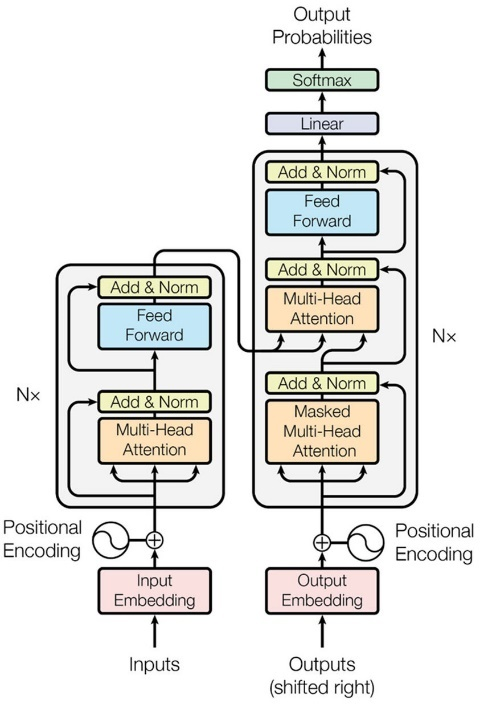 Output
Probabilities
Softmax
Linear
Add & Norm
Feed
Forward
Add & Norm
Multi-Head
Attention
Add & Norm
Masked
Multi-Head
Attention
N×
Add & Norm
Feed
Forward
Add & Norm
Multi-Head
Attention
N×
Positional
Encoding
Positional
Encoding
Input
Embedding
Output
Embedding
Inputs
Outputs
(shifted right)